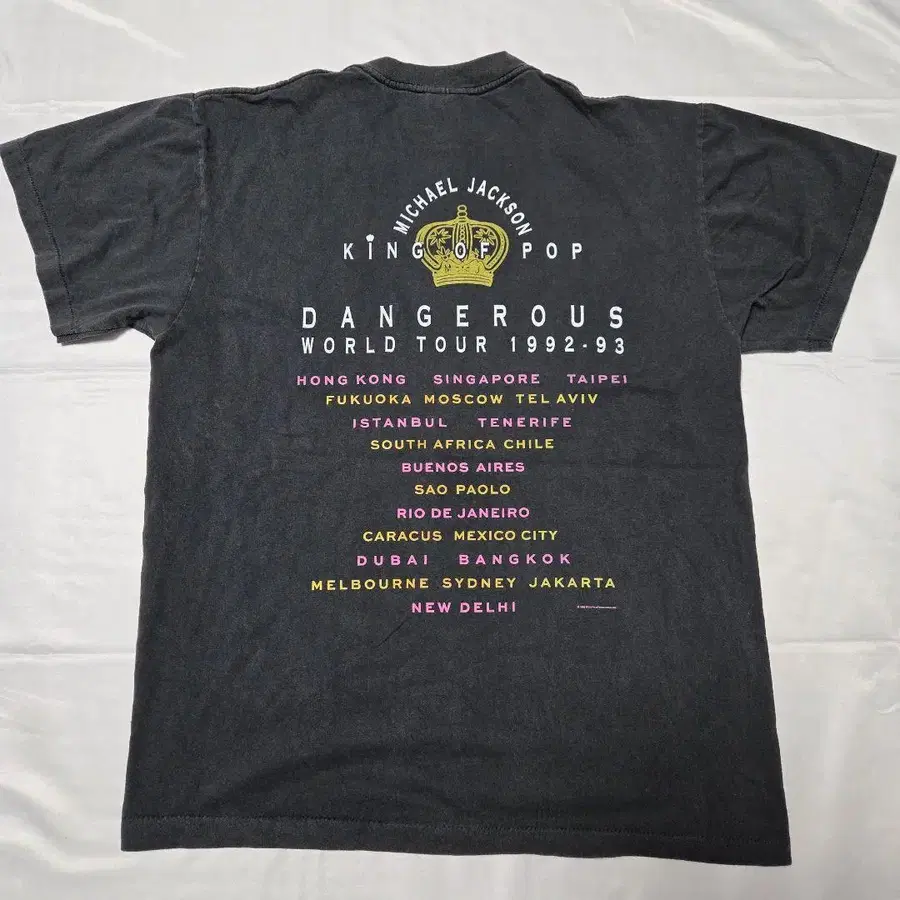 MICHAEL JACKSON
KiNG OF POP
DANGEROUS
WORLD TOUR 1992-93
HONG KONG SINGAPORE TAIPEI
FUKUOKA MOSCOW TEL AVIV
ISTANBUL TENERIFE
SOUTH AFRICA CHILE
BUENOS AIRES
SAO PAOLO
RIO DE JANEIRO
CARACUS MEXICO CITY
DUBAI BANGKOK
MELBOURNE SYDNEY JAKARTA
NEW DELHI